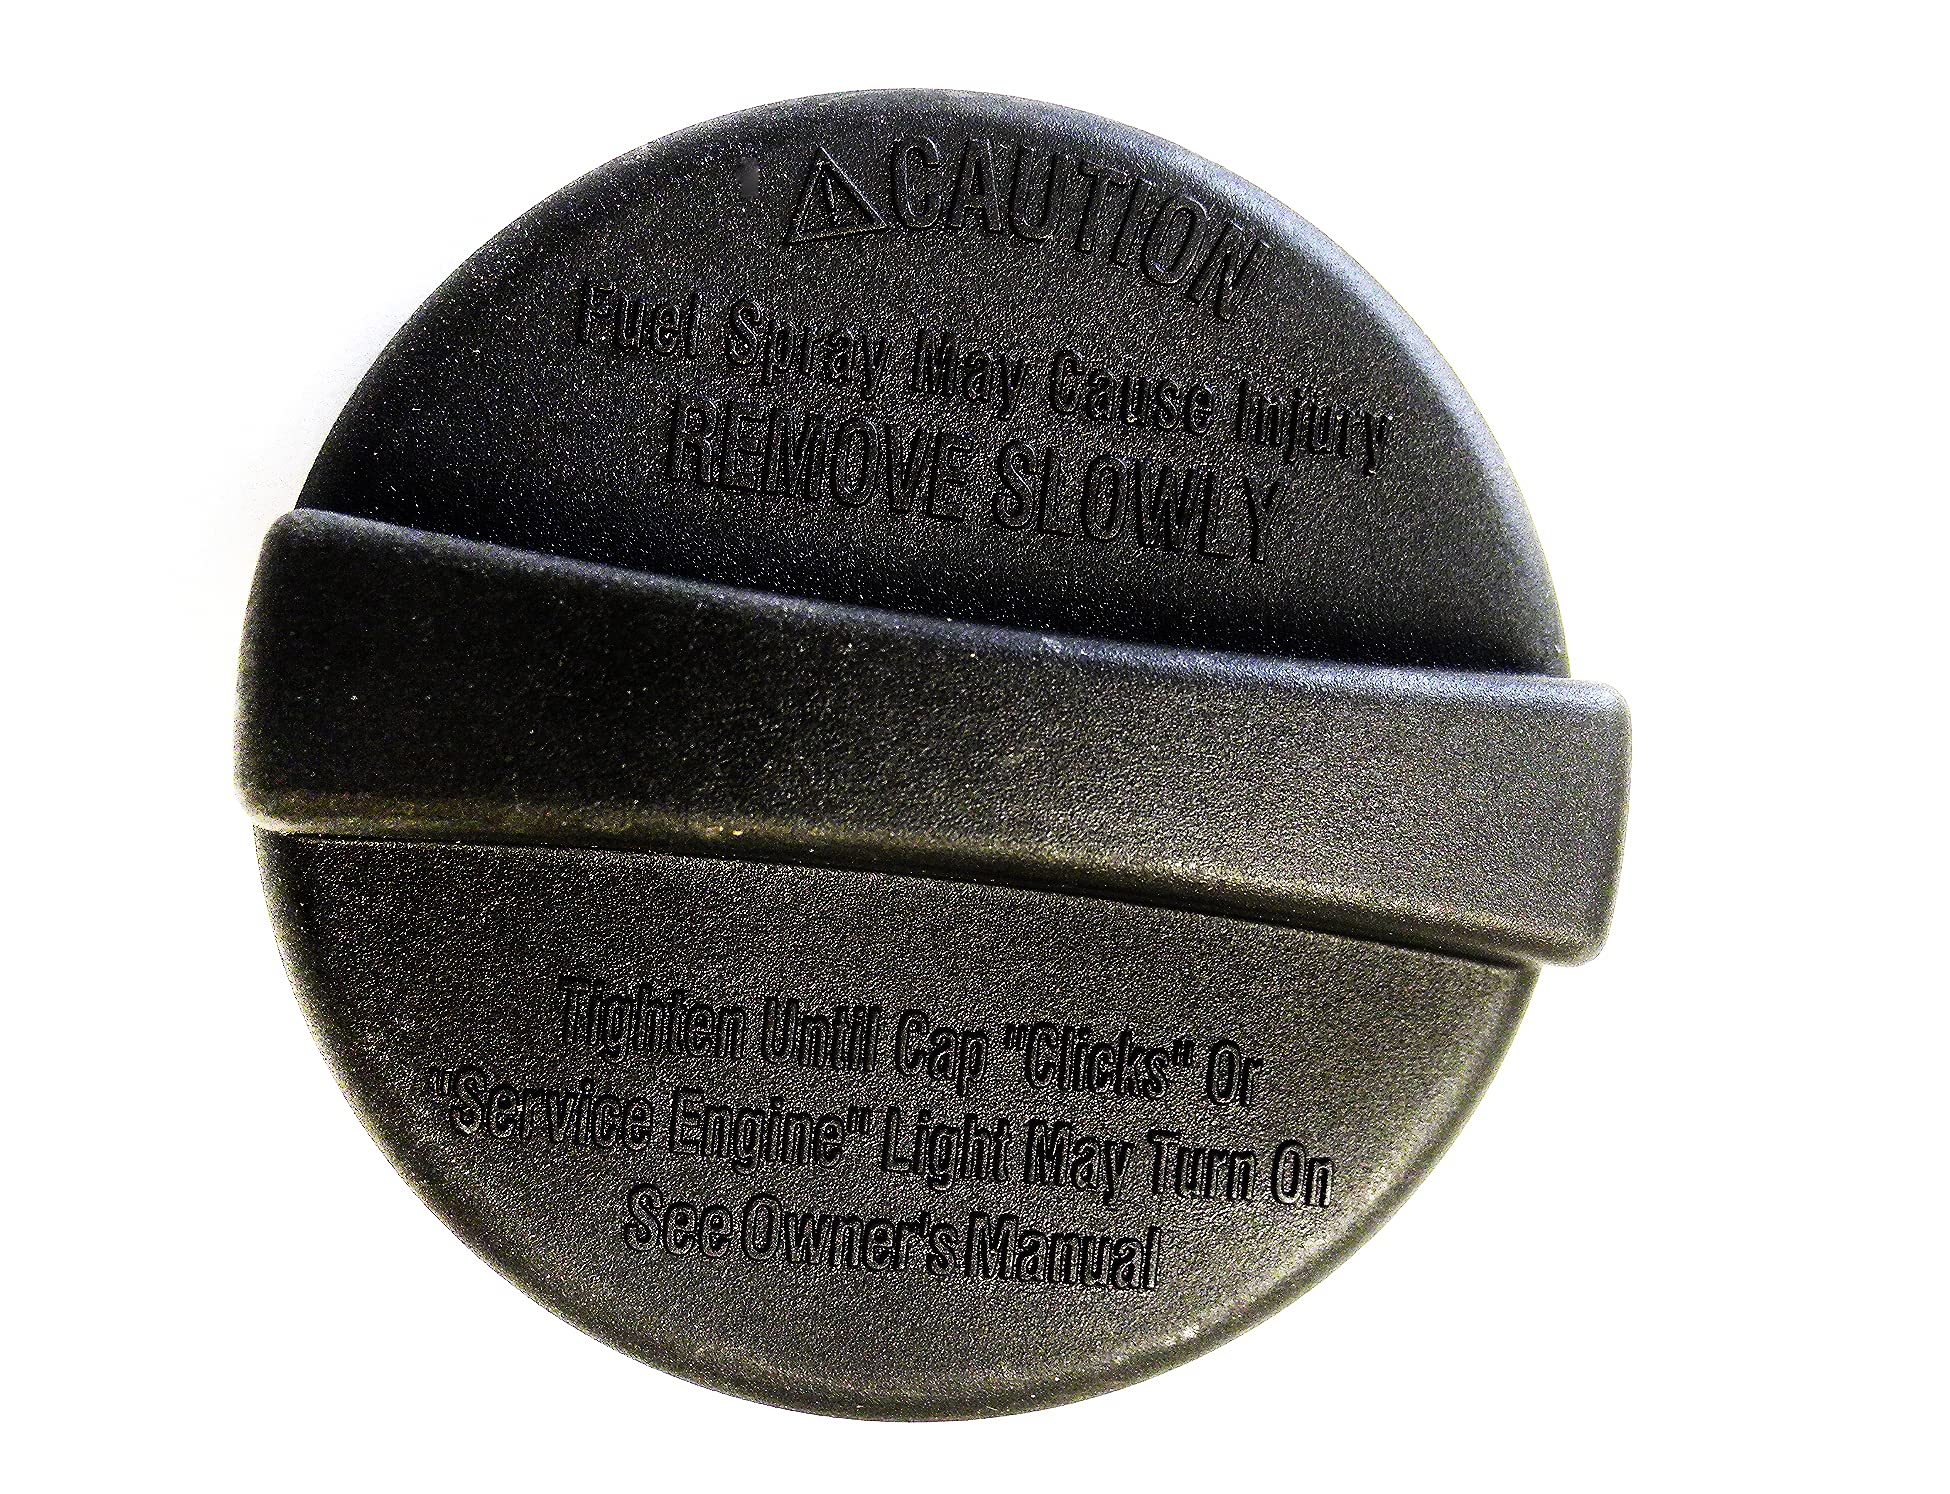 CAUTION
Fuel Spray May Cause Injury
REMOVE SLOWLY
Tighten Until Cap "Clicks" Or
"Service Engine" Light May Turn On
See Owner's Manual